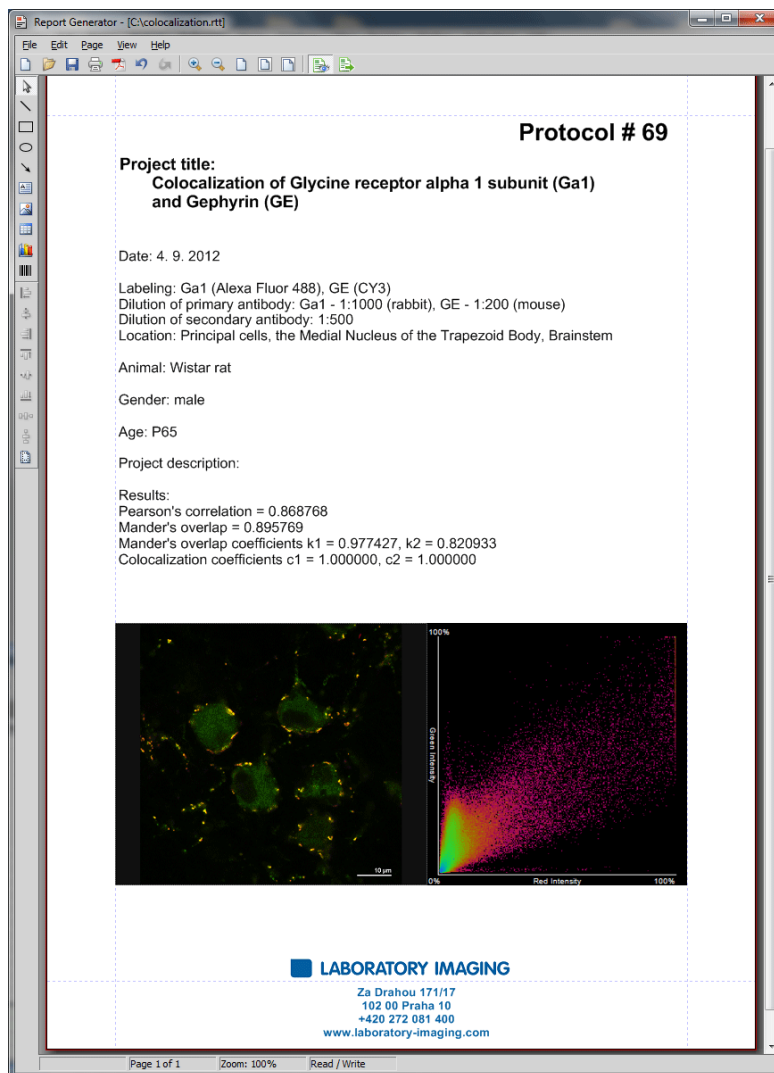 Report Generator - [C:\colocalization.rtt]
File Edit Page View Help
Protocol # 69
Project title:
Colocalization of Glycine receptor alpha 1 subunit (Ga1)
and Gephyrin (GE)
Date: 4. 9. 2012
Labeling: Ga1 (Alexa Fluor 488), GE (CY3)
Dilution of primary antibody: Ga1 - 1:1000 (rabbit), GE - 1:200 (mouse)
Dilution of secondary antibody: 1:500
Location: Principal cells, the Medial Nucleus of the Trapezoid Body, Brainstem
Animal: Wistar rat
Gender: male
Age: P65
Project description:
Results:
Pearson's correlation = 0.868768
Mander's overlap = 0.895769
Mander's overlap coefficients k1 = 0.977427, k2 = 0.820933
Colocalization coefficients c1 = 1.000000, c2 = 1.000000
10 µm
100%
Green Intensity
0% Red Intensity 100%
LABORATORY IMAGING
Za Drahou 171/17
102 00 Praha 10
+420 272 081 400
www.laboratory-imaging.com
Page 1 of 1 Zoom: 100% Read / Write